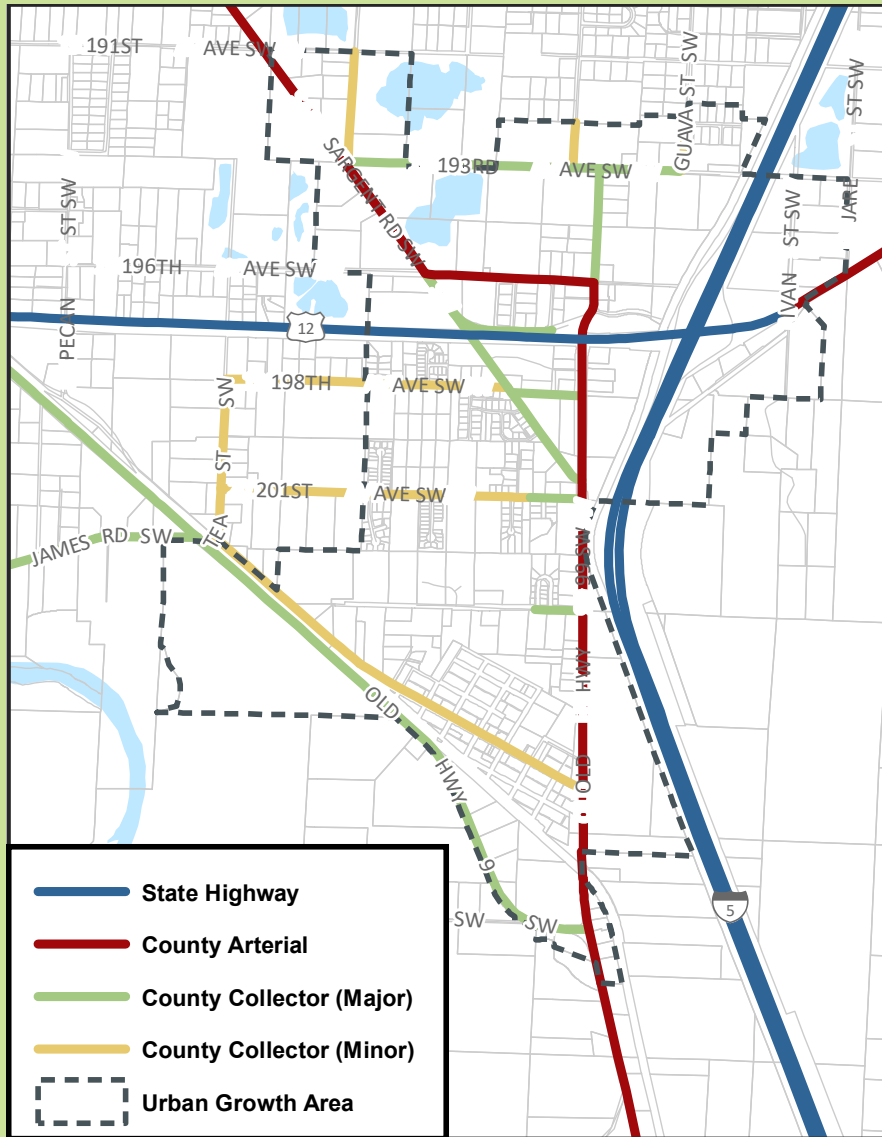 191ST AVE SW
GUAVA ST SW
ST SW
JARE
SARGENT RD SW
193RD AVE SW
ST SW
PECAN
196TH AVE SW
IVAN ST SW
12
198TH AVE SW
TEA ST SW
201ST AVE SW
JAMES RD SW
99 SW
HWY
OLD
OLD
HWY
9
SW
SW
5
State Highway
County Arterial
County Collector (Major)
County Collector (Minor)
Urban Growth Area